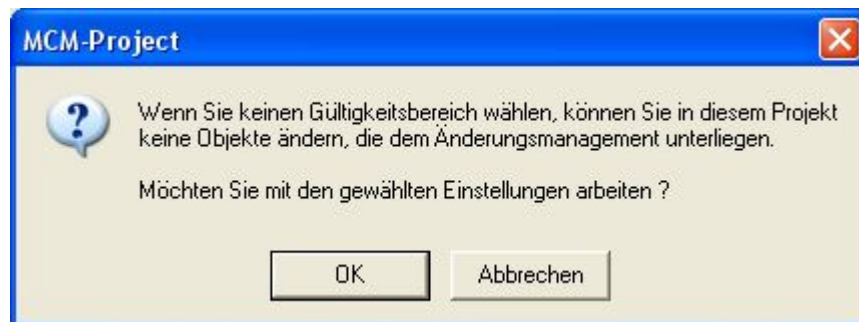 MCM-Project
Wenn Sie keinen Gültigkeitsbereich wählen, können Sie in diesem Projekt
keine Objekte ändern, die dem Änderungsmanagement unterliegen.
Möchten Sie mit den gewählten Einstellungen arbeiten ?
OK
Abbrechen